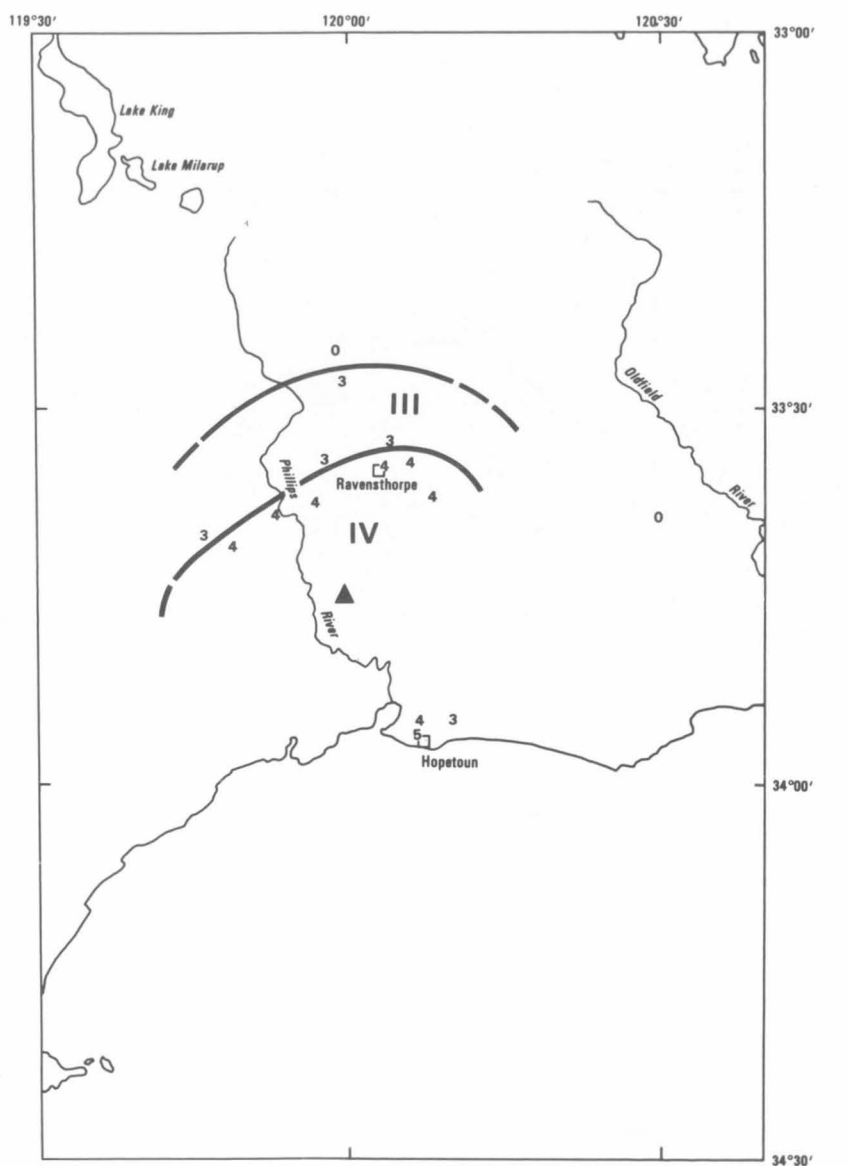 119°30′ 120°00′ 120°30′
33°00′
Lake King
Lake Milarup
0
3
III
33°30′
Oldfield
3
3
4 4
Phillips
Ravensthorpe
4
4
4
River
0
3
4
IV
River
4 3
5
Hopetoun
34°00′
34°30′